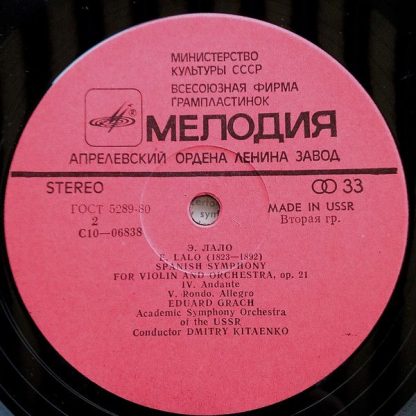 МИНИСТЕРСТВО
КУЛЬТУРЫ СССР
ВСЕСОЮЗНАЯ ФИРМА
ГРАМПЛАСТИНОК
МЕЛОДИЯ
АПРЕЛЕВСКИЙ ОРДЕНА ЛЕНИНА ЗАВОД
STEREO
33
ГОСТ 5289-80
MADE IN USSR
2
Вторая гр.
С10—06838
Э. ЛАЛО
E. LALO (1823—1892)
SPANISH SYMPHONY
FOR VIOLIN AND ORCHESTRA, op. 21
IV. Andante
V. Rondo. Allegro
EDUARD GRACH
Academic Symphony Orchestra
of the USSR
Conductor DMITRY KITAENKO